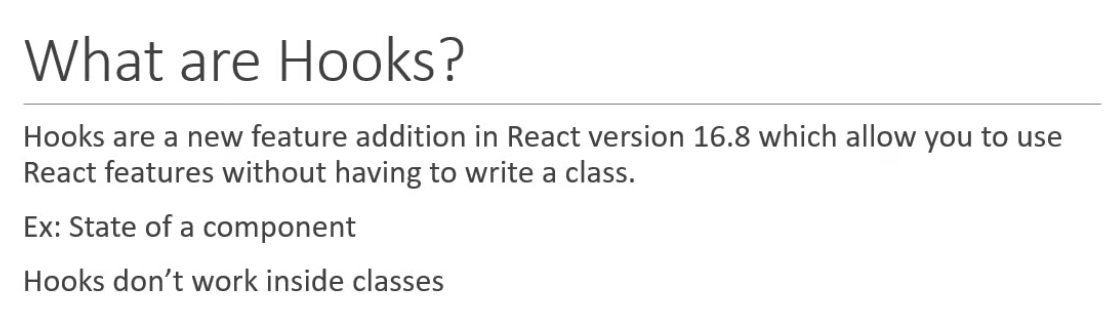 What are Hooks?
Hooks are a new feature addition in React version 16.8 which allow you to use
React features without having to write a class.
Ex: State of a component
Hooks don’t work inside classes